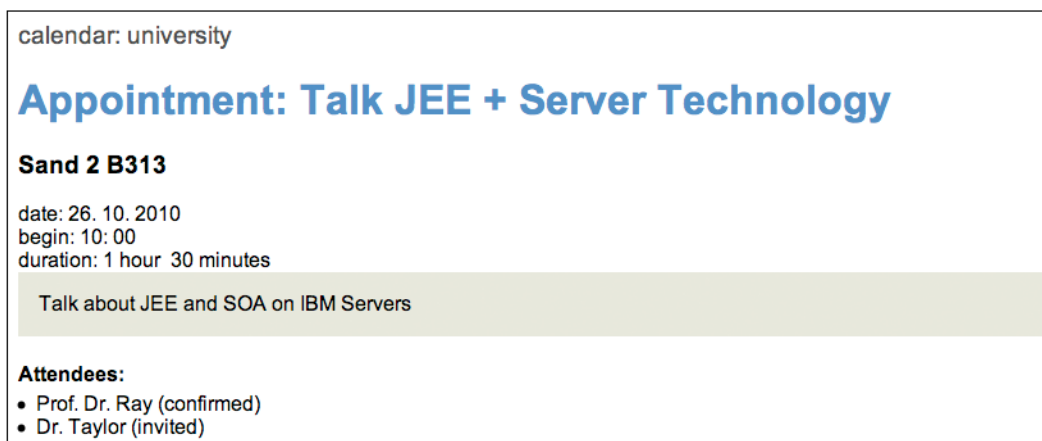 calendar: university
Appointment: Talk JEE + Server Technology
Sand 2 B313
date: 26. 10. 2010
begin: 10: 00
duration: 1 hour  30 minutes
Talk about JEE and SOA on IBM Servers
Attendees:
• Prof. Dr. Ray (confirmed)
• Dr. Taylor (invited)